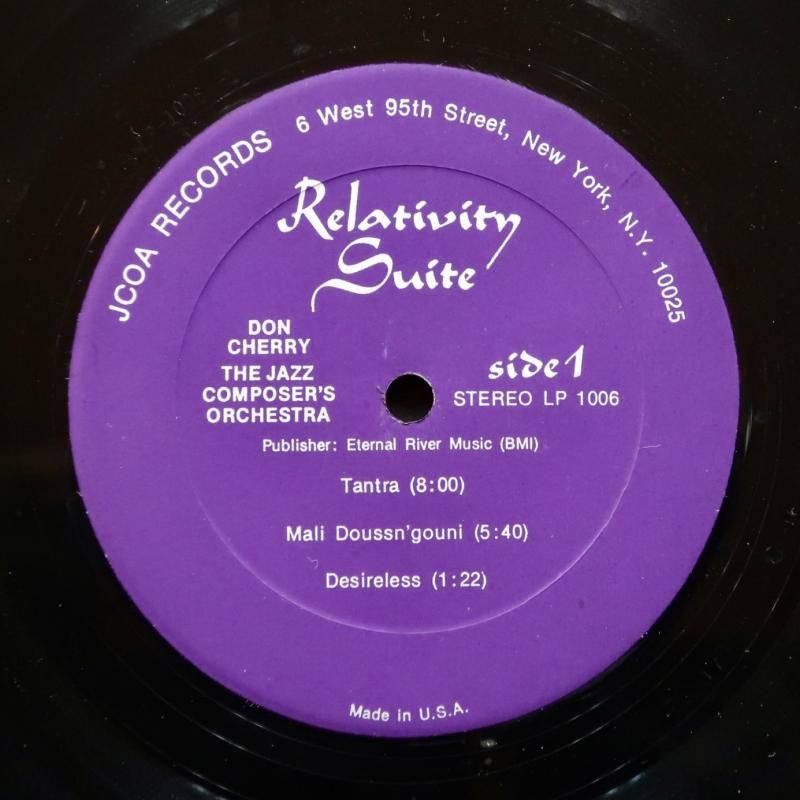 JCOA RECORDS 6 West 95th Street, New York, N.Y. 10025
Relativity
Suite
DON
CHERRY
THE JAZZ
COMPOSER'S
ORCHESTRA
side 1
STEREO LP 1006
Publisher: Eternal River Music (BMI)
Tantra (8:00)
Mali Doussn'gouni (5:40)
Desireless (1:22)
Made in U.S.A.